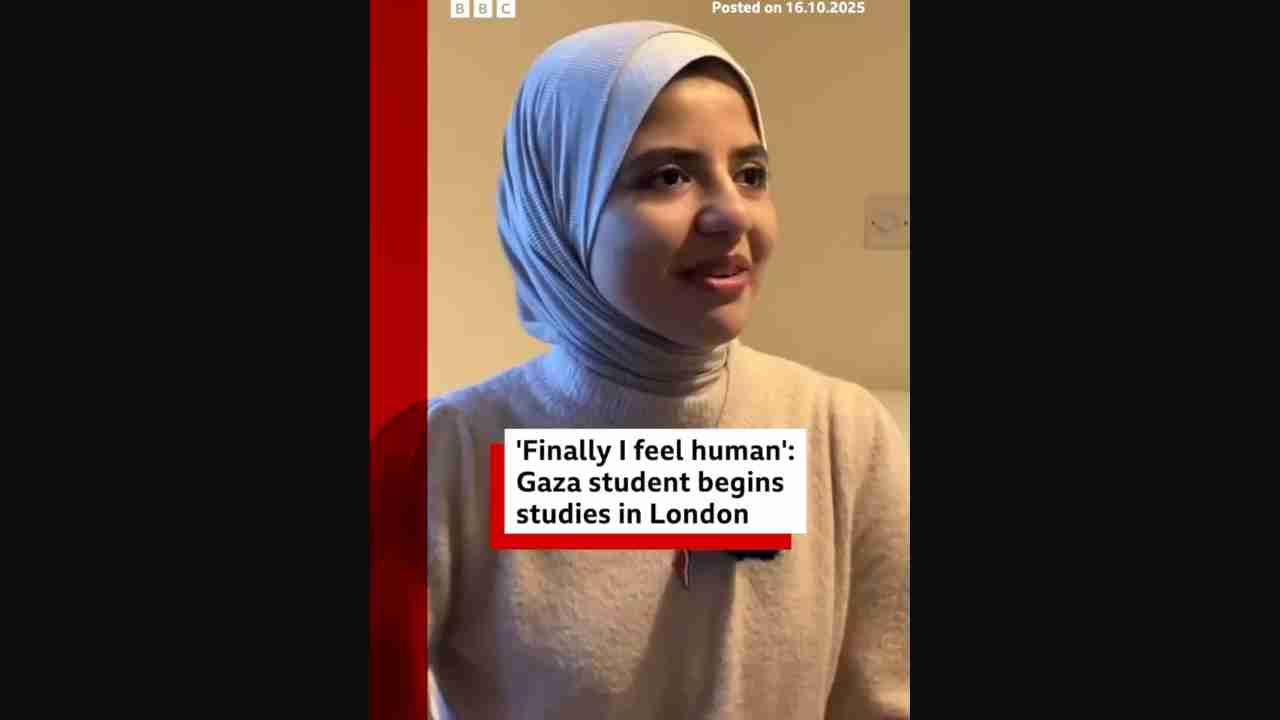 BBC
Posted on 16.10.2025
'Finally I feel human':
Gaza student begins
studies in London